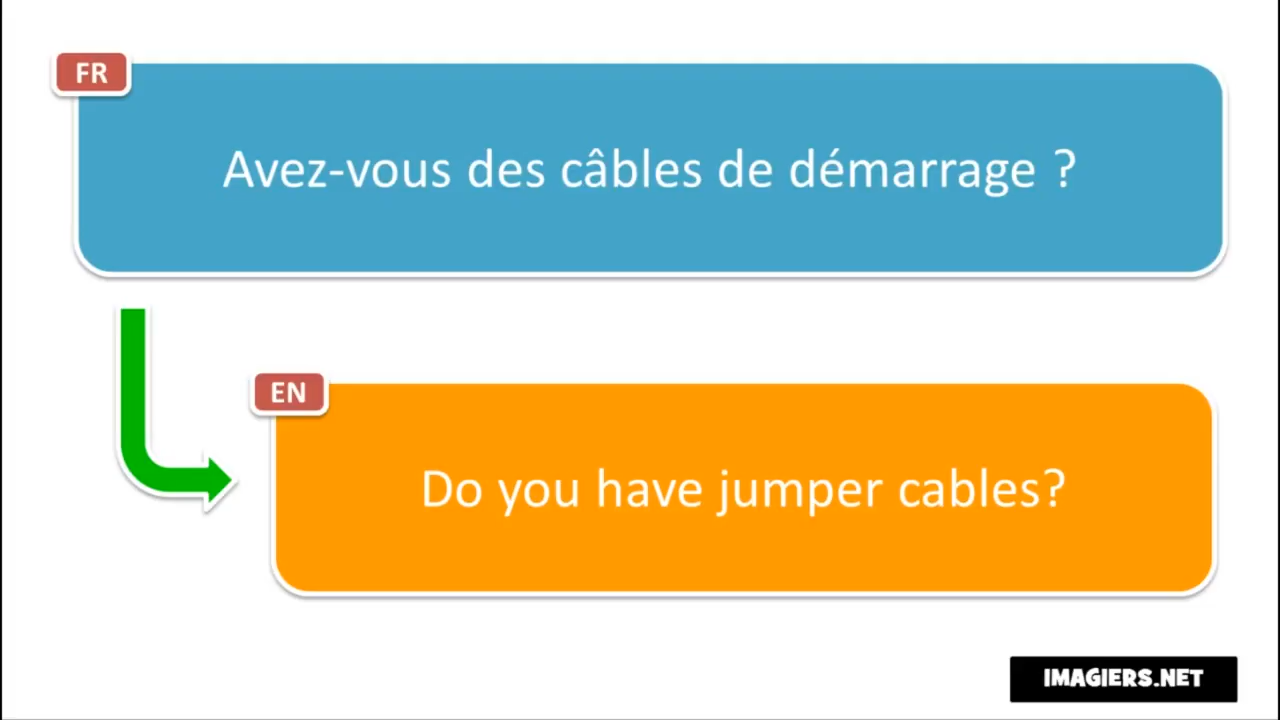 FR
Avez-vous des câbles de démarrage ?
EN
Do you have jumper cables?
IMAGIERS.NET